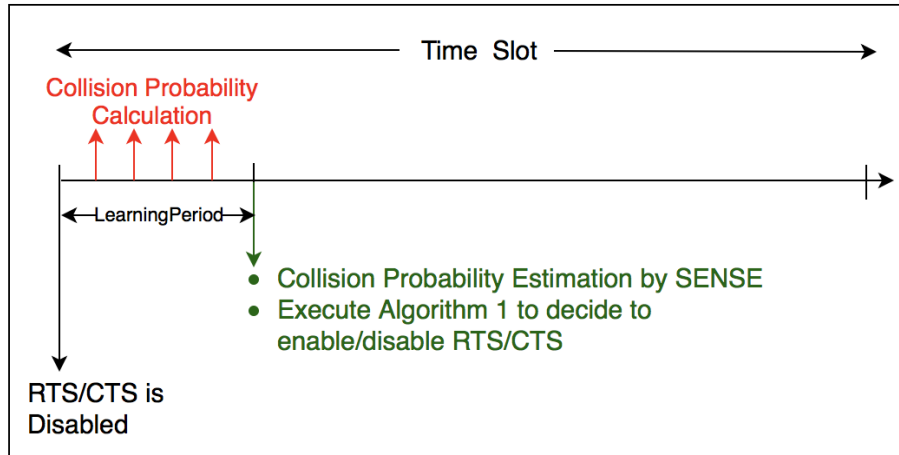 Time Slot
Collision Probability
Calculation
LearningPeriod
● Collision Probability Estimation by SENSE
● Execute Algorithm 1 to decide to
enable/disable RTS/CTS
RTS/CTS is
Disabled